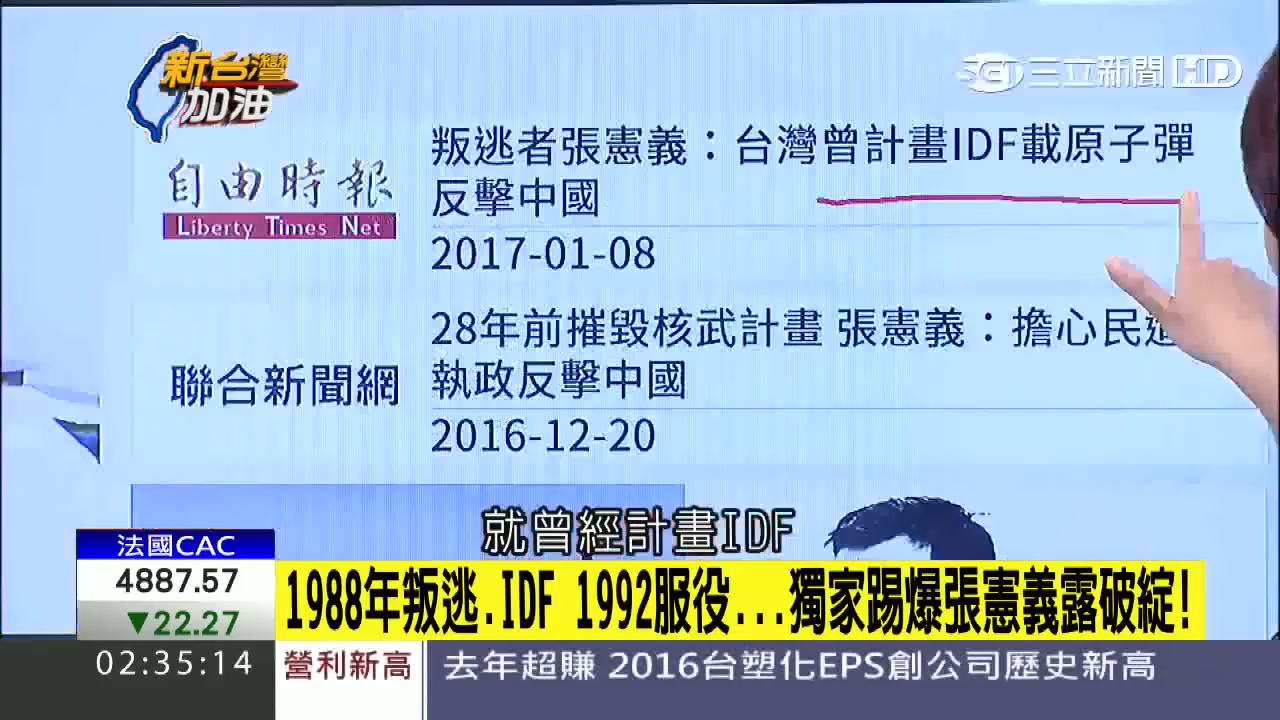 新台灣
加油
SET 三立新聞 HD
自由時報
Liberty Times Net
叛逃者張憲義：台灣曾計畫IDF載原子彈
反擊中國
2017-01-08
聯合新聞網
28年前摧毀核武計畫 張憲義：擔心民進
執政反擊中國
2016-12-20
就曾經計畫IDF
法國CAC
4887.57
▼22.27
1988年叛逃.IDF 1992服役...獨家踢爆張憲義露破綻!
02:35:14
營利新高
去年超賺 2016台塑化EPS創公司歷史新高